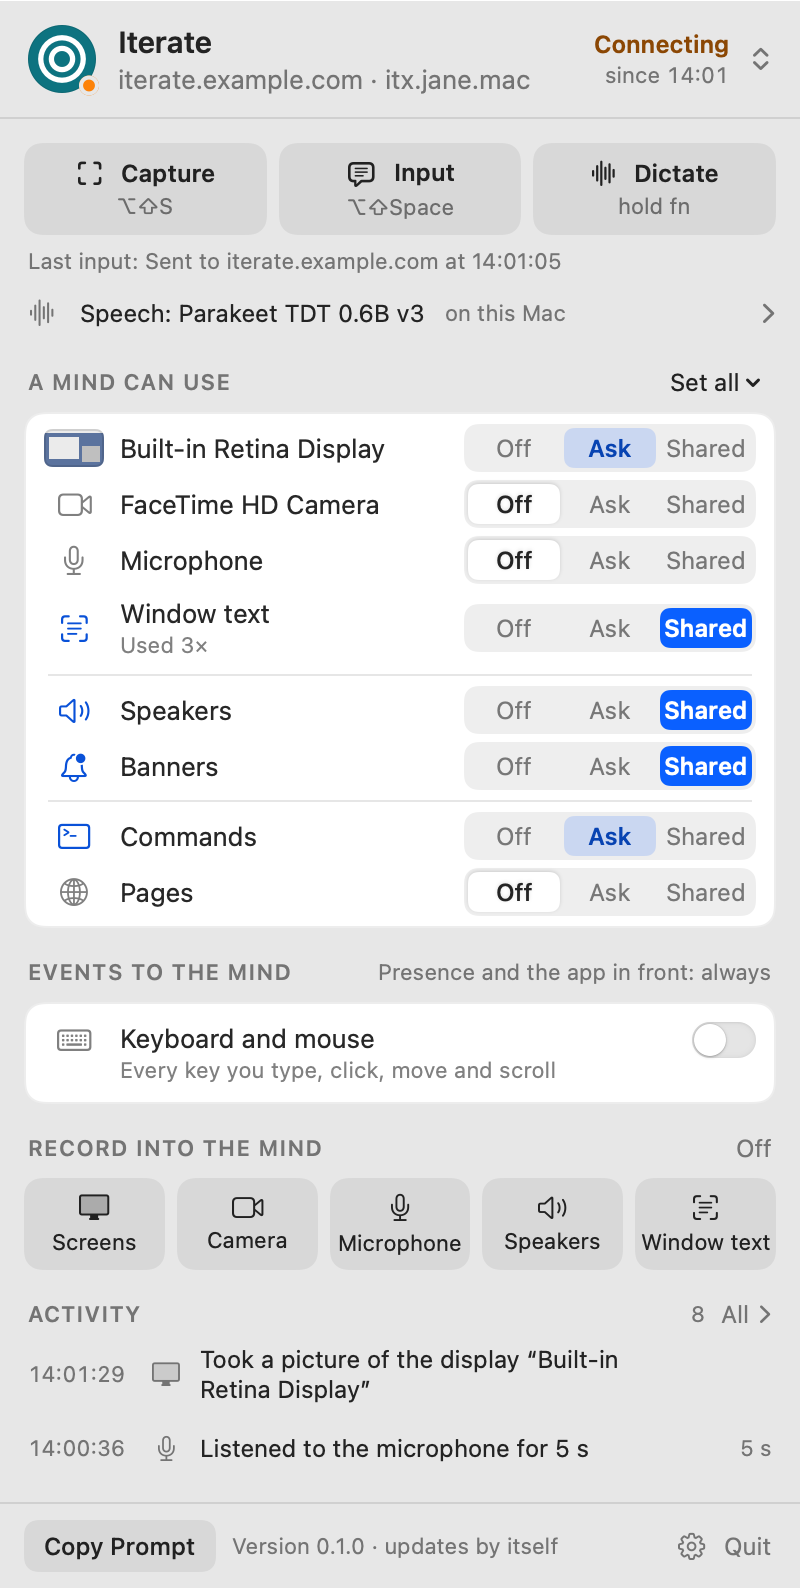 Iterate
iterate.example.com · itx.jane.mac
Connecting
since 14:01
Capture
⌥⇧S
Input
⌥⇧Space
Dictate
hold fn
Last input: Sent to iterate.example.com at 14:01:05
Speech: Parakeet TDT 0.6B v3 on this Mac
A MIND CAN USE
Set all
Built-in Retina Display Off Ask Shared
FaceTime HD Camera Off Ask Shared
Microphone Off Ask Shared
Window text Off Ask Shared
Used 3×
Speakers Off Ask Shared
Banners Off Ask Shared
Commands Off Ask Shared
Pages Off Ask Shared
EVENTS TO THE MIND
Presence and the app in front: always
Keyboard and mouse
Every key you type, click, move and scroll
RECORD INTO THE MIND
Off
Screens
Camera
Microphone
Speakers
Window text
ACTIVITY
8 All
14:01:29 Took a picture of the display “Built-in
Retina Display”
14:00:36 Listened to the microphone for 5 s 5 s
Copy Prompt
Version 0.1.0 · updates by itself
Quit